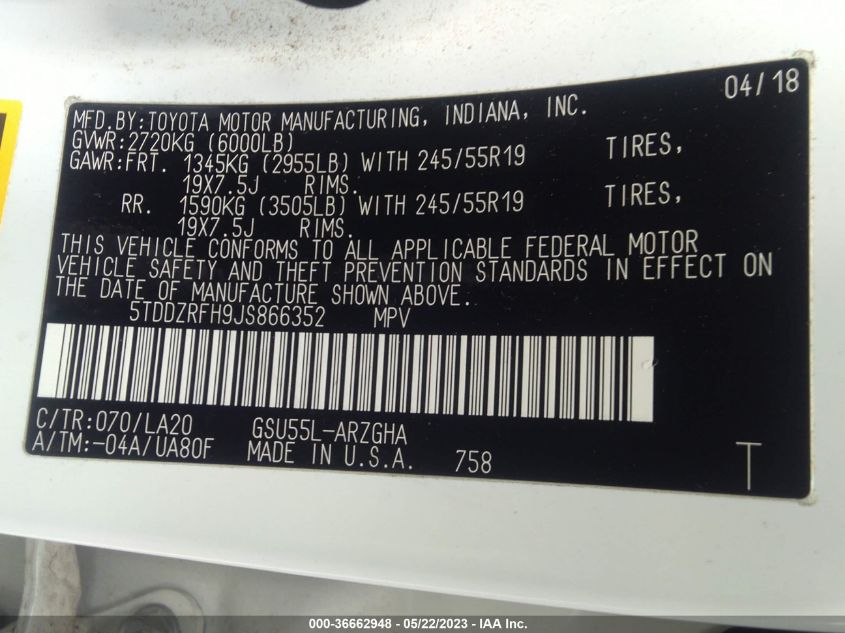 04/18
MFD.BY:TOYOTA MOTOR MANUFACTURING, INDIANA, INC.
GVWR:2720KG (6000LB)
GAWR:FRT. 1345KG (2955LB) WITH 245/55R19 TIRES,
19X7.5J RIMS.
RR. 1590KG (3505LB) WITH 245/55R19 TIRES,
19X7.5J RIMS.
THIS VEHICLE CONFORMS TO ALL APPLICABLE FEDERAL MOTOR
VEHICLE SAFETY AND THEFT PREVENTION STANDARDS IN EFFECT ON
THE DATE OF MANUFACTURE SHOWN ABOVE.
5TDDZRFH9JS866352 MPV
C/TR:070/LA20 GSU55L-ARZGHA
A/TM:-04A/UA80F MADE IN U.S.A. 758 T
000-36662948 - 05/22/2023 - IAA Inc.